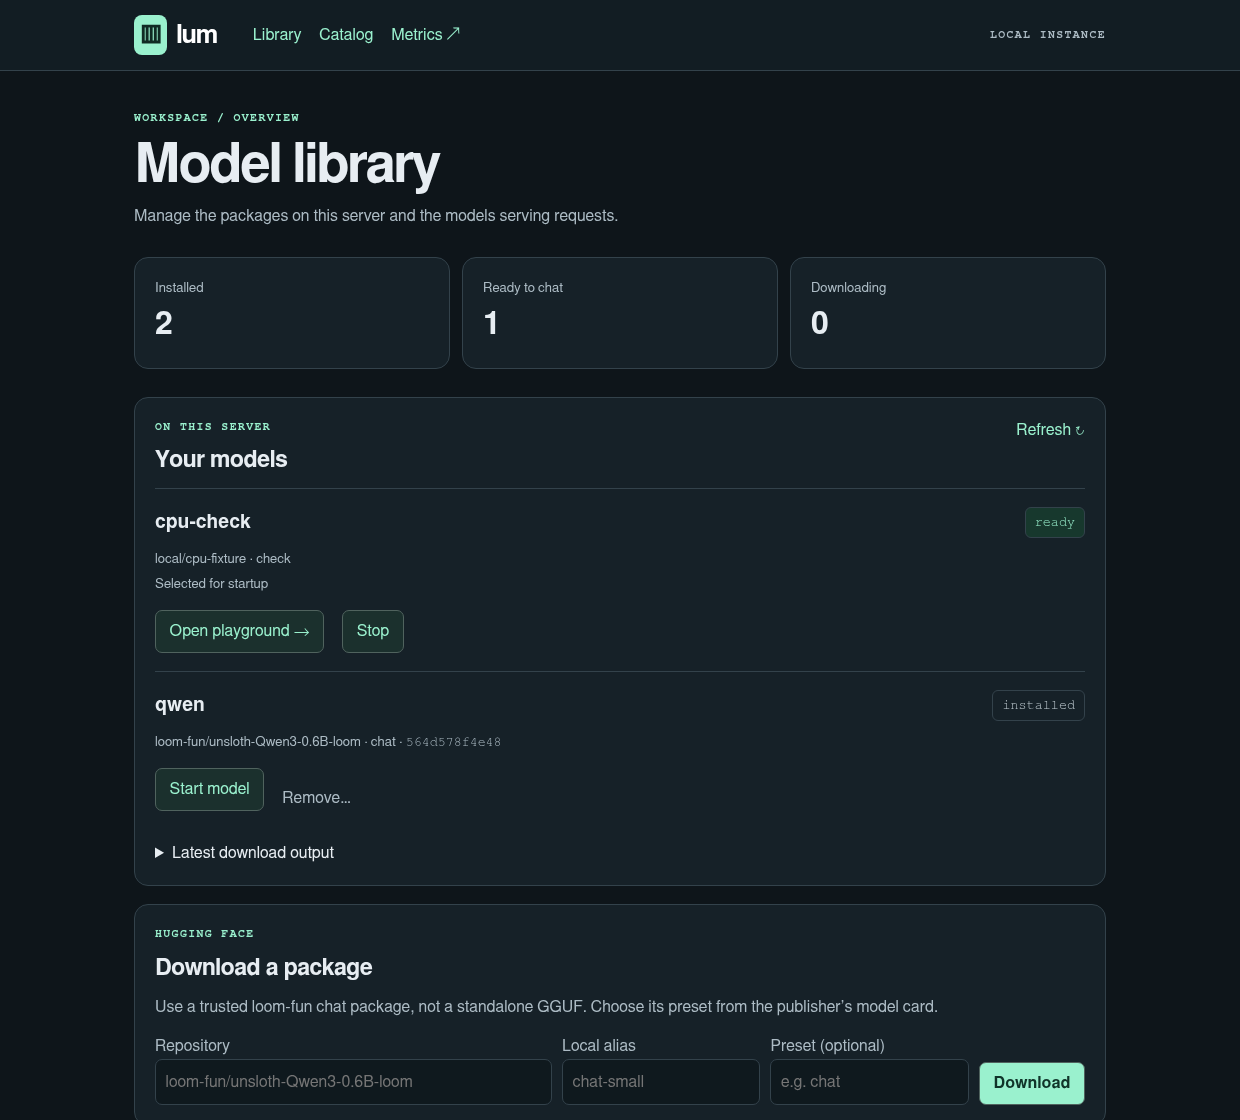 lum
Library Catalog Metrics ↗
LOCAL INSTANCE
WORKSPACE / OVERVIEW
Model library
Manage the packages on this server and the models serving requests.
Installed
2
Ready to chat
1
Downloading
0
ON THIS SERVER
Refresh ↻
Your models
cpu-check
ready
local/cpu-fixture · check
Selected for startup
Open playground → Stop
qwen
installed
loom-fun/unsloth-Qwen3-0.6B-loom · chat · 564d578f4e48
Start model Remove…
▶ Latest download output
HUGGING FACE
Download a package
Use a trusted loom-fun chat package, not a standalone GGUF. Choose its preset from the publisher’s model card.
Repository Local alias Preset (optional)
loom-fun/unsloth-Qwen3-0.6B-loom chat-small e.g. chat Download